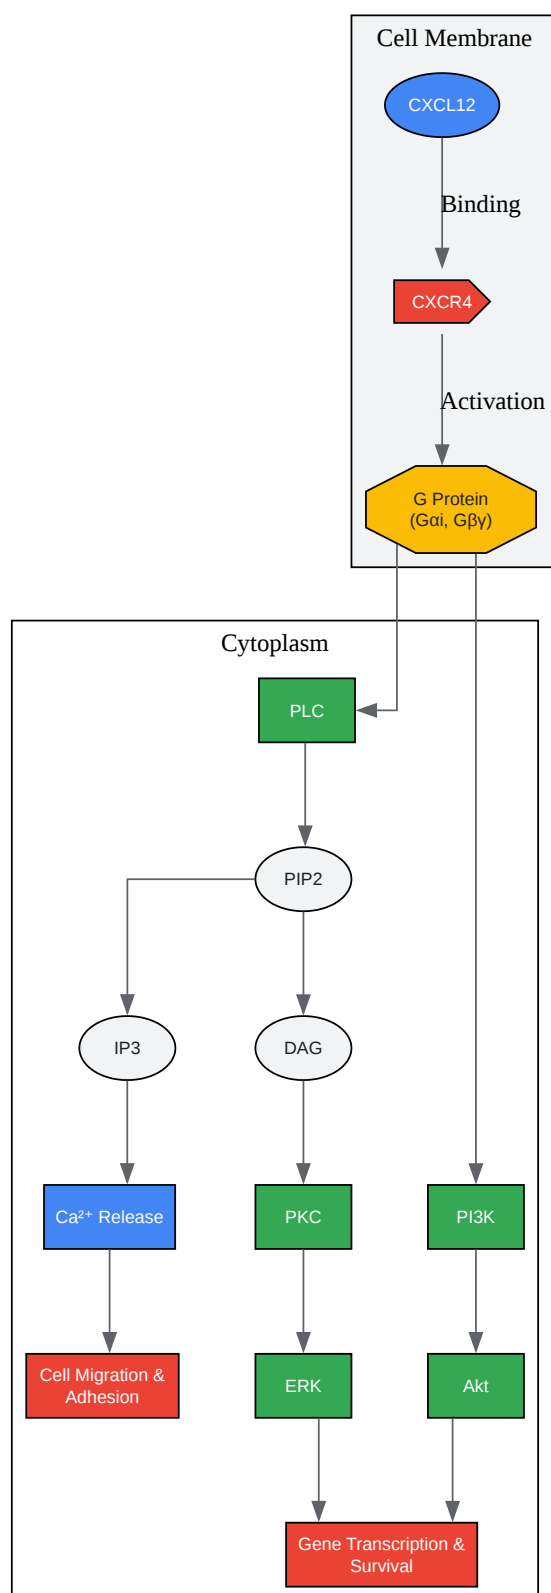 Cell Membrane
CXCL12
Binding
CXCR4
Activation
G Protein
(Gαi, Gβγ)
Cytoplasm
PLC
PIP2
IP3
DAG
Ca²⁺ Release
PKC
PI3K
Cell Migration &
Adhesion
ERK
Akt
Gene Transcription &
Survival